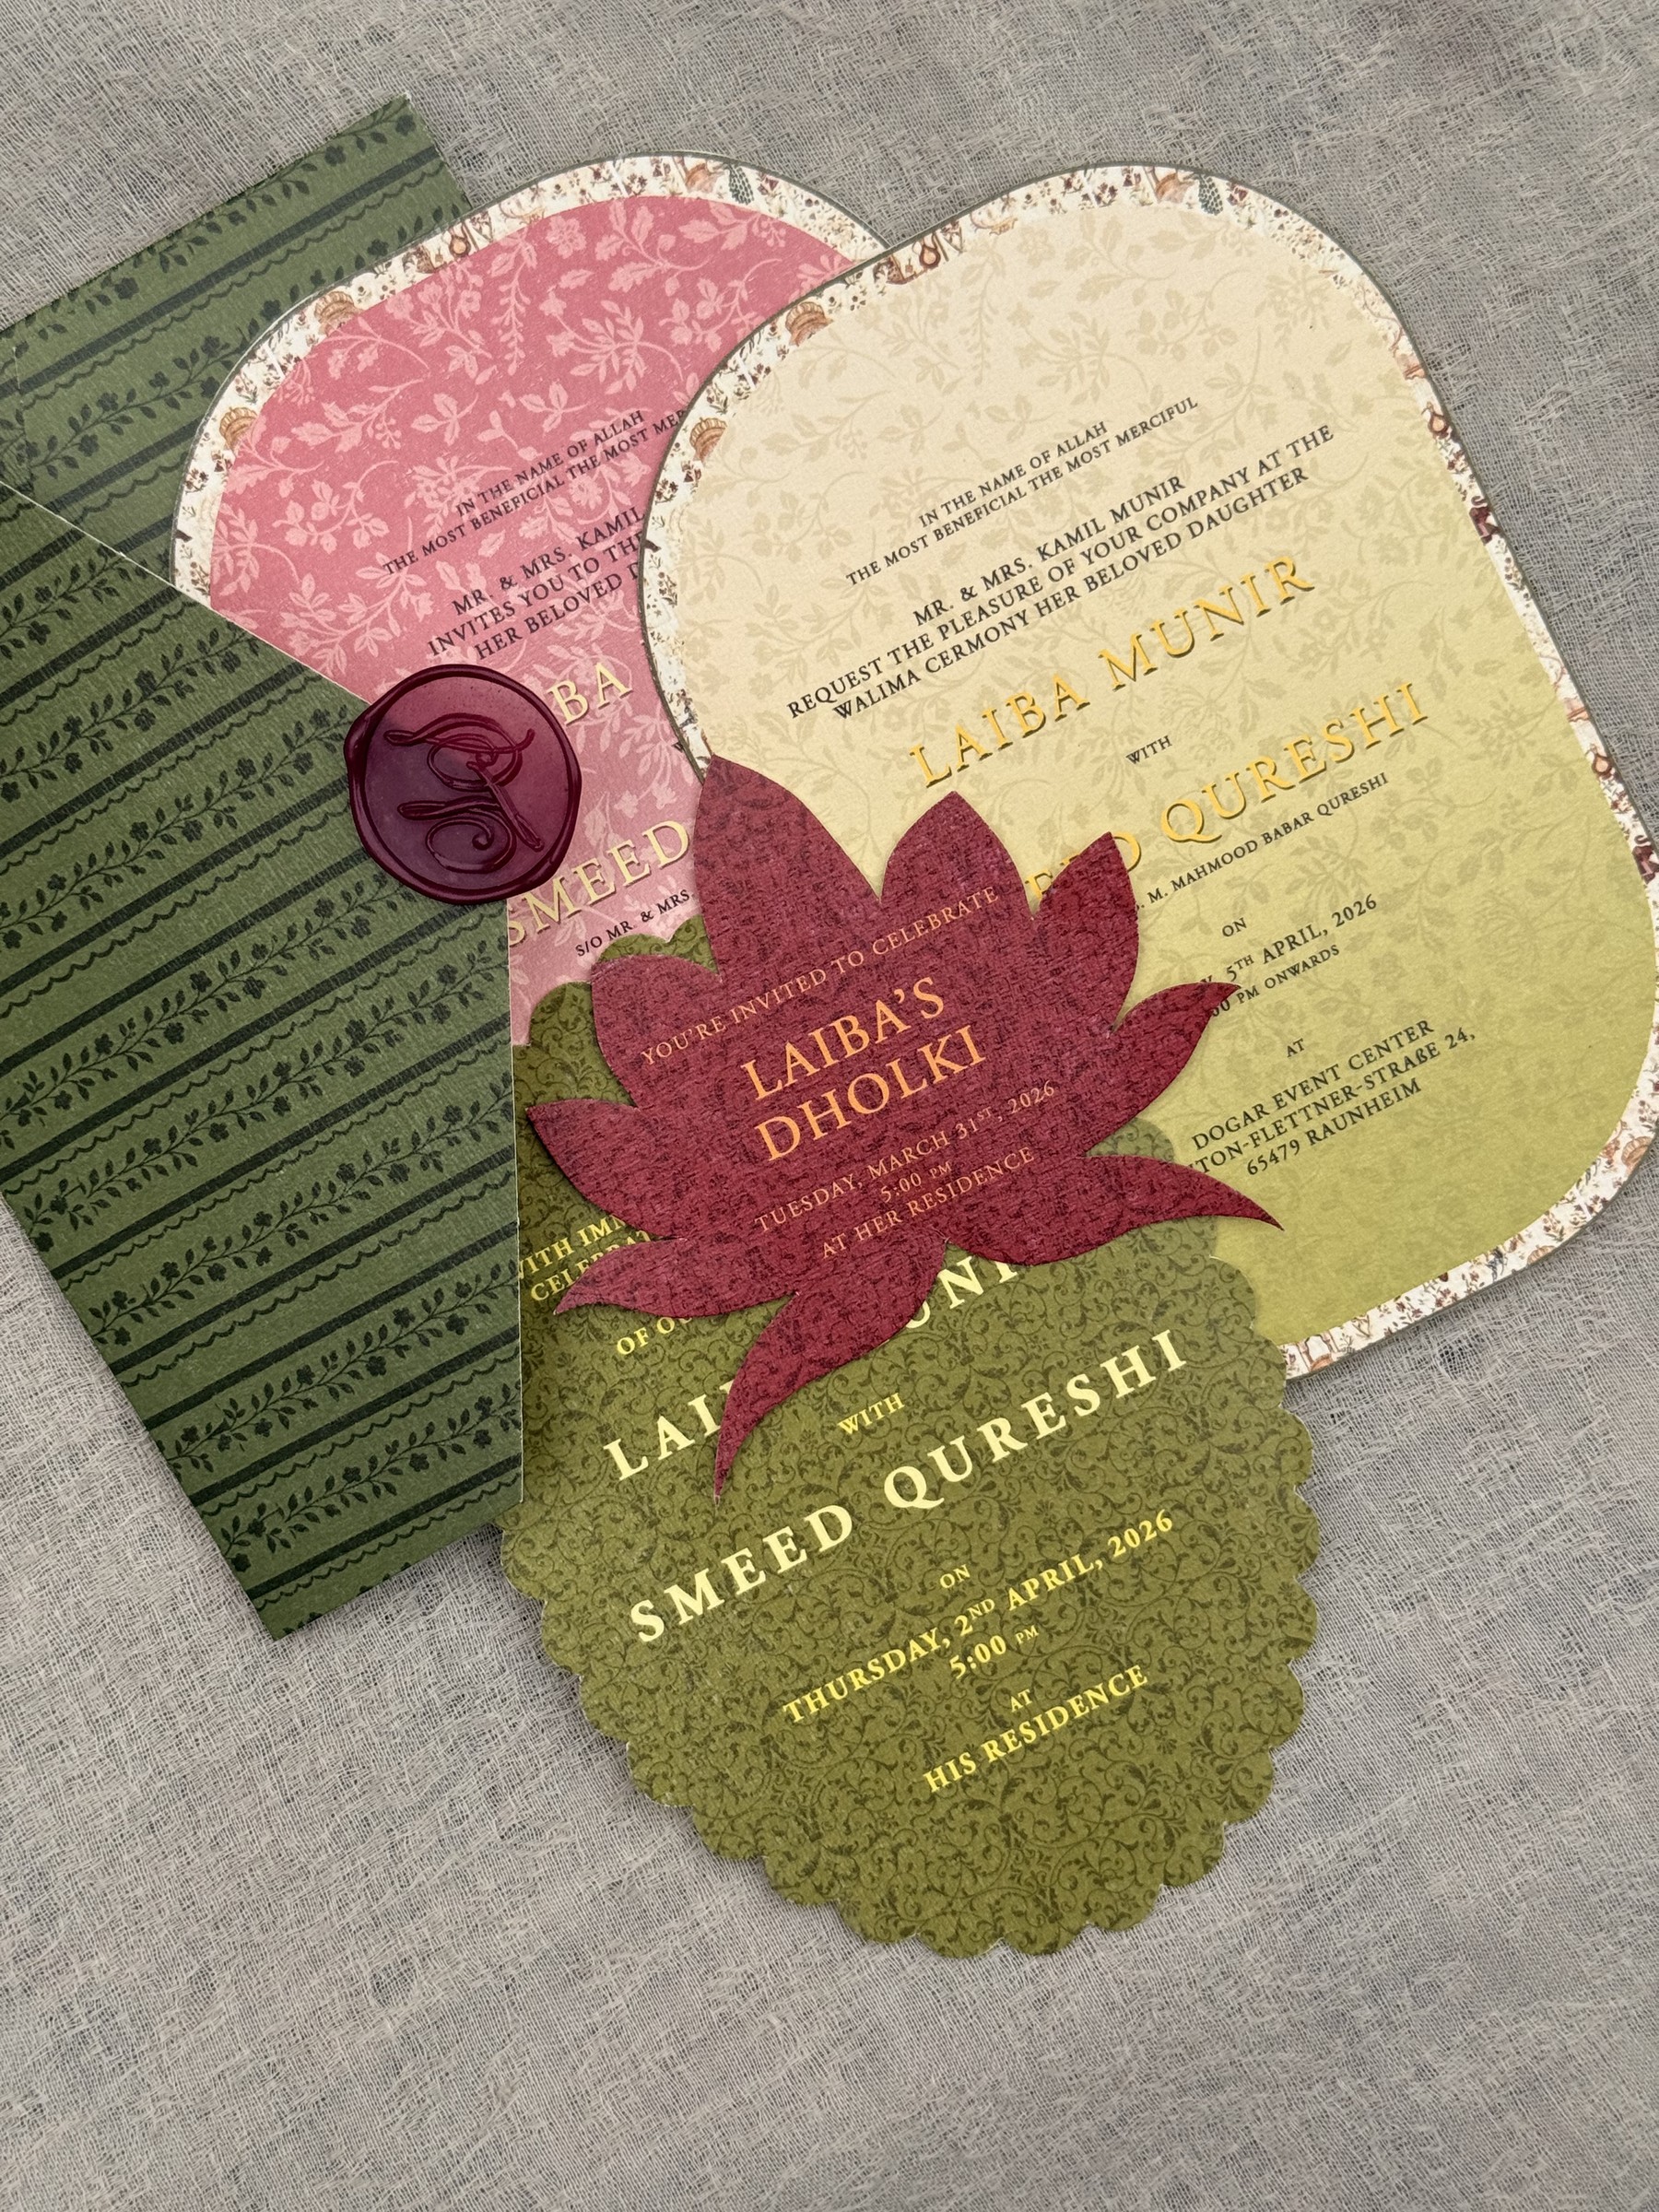 IN THE NAME OF ALLAH
THE MOST BENEFICIAL THE MOST
MR. & MRS. KAMIL
INVITES YOU TO
HER BELOVED
SMEED
S/O MR. & MRS.
IN THE NAME OF ALLAH
THE MOST BENEFICIAL THE MOST MERCIFUL
MR. & MRS. KAMIL MUNIR
REQUEST THE PLEASURE OF YOUR COMPANY AT THE
WALIMA CERMONY HER BELOVED DAUGHTER
LAIBA MUNIR
WITH
QURESHI
M. MAHMOOD BABAR QURESHI
ON
5TH APRIL, 2026
PM ONWARDS
AT
DOGAR EVENT CENTER
TON-FLETTNER-STRAßE 24,
65479 RAUNHEIM
YOU'RE INVITED TO CELEBRATE
LAIBA'S
DHOLKI
TUESDAY, MARCH 31ST, 2026
5:00 PM
AT HER RESIDENCE
OF
WITH
SMEED QURESHI
ON
THURSDAY, 2ND APRIL, 2026
5:00 PM
AT
HIS RESIDENCE